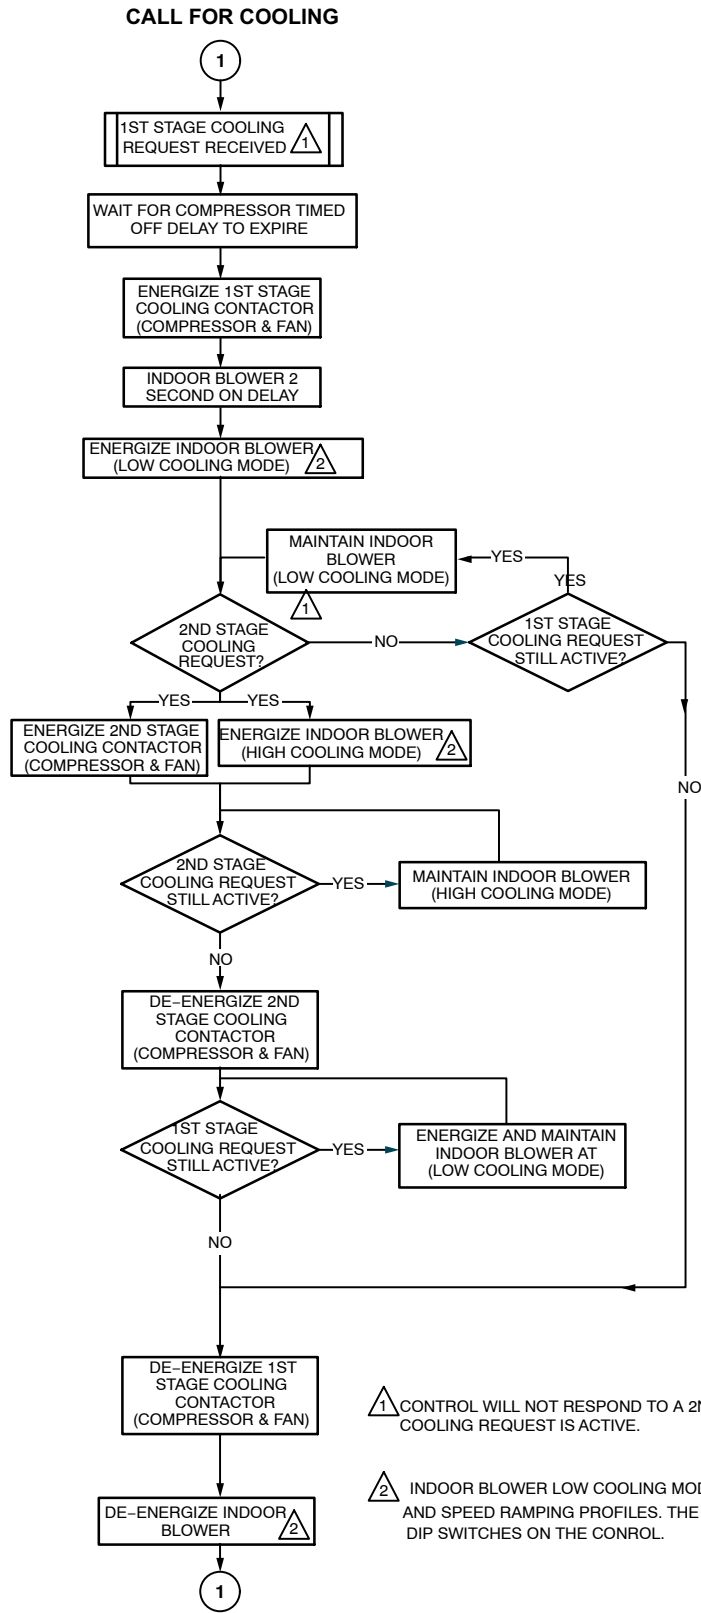 CALL FOR COOLING
1
1ST STAGE COOLING
REQUEST RECEIVED
1
WAIT FOR COMPRESSOR TIMED
OFF DELAY TO EXPIRE
ENERGIZE 1ST STAGE
COOLING CONTACTOR
(COMPRESSOR & FAN)
INDOOR BLOWER 2
SECOND ON DELAY
ENERGIZE INDOOR BLOWER
(LOW COOLING MODE)
2
MAINTAIN INDOOR
BLOWER
(LOW COOLING MODE)
1
YES
YES
2ND STAGE
COOLING
REQUEST?
NO
1ST STAGE
COOLING REQUEST
STILL ACTIVE?
YES
YES
ENERGIZE 2ND STAGE
COOLING CONTACTOR
(COMPRESSOR & FAN)
ENERGIZE INDOOR BLOWER
(HIGH COOLING MODE)
2
NO
2ND STAGE
COOLING REQUEST
STILL ACTIVE?
YES
MAINTAIN INDOOR BLOWER
(HIGH COOLING MODE)
NO
DE-ENERGIZE 2ND
STAGE COOLING
CONTACTOR
(COMPRESSOR & FAN)
1ST STAGE
COOLING REQUEST
STILL ACTIVE?
YES
ENERGIZE AND MAINTAIN
INDOOR BLOWER AT
(LOW COOLING MODE)
NO
DE-ENERGIZE 1ST
STAGE COOLING
CONTACTOR
(COMPRESSOR & FAN)
1 CONTROL WILL NOT RESPOND TO A
COOLING REQUEST IS ACTIVE.
DE-ENERGIZE INDOOR
BLOWER
2
2 INDOOR BLOWER LOW COOLING
AND SPEED RAMPING PROFILES. THE
DIP SWITCHES ON THE CONROL.
1